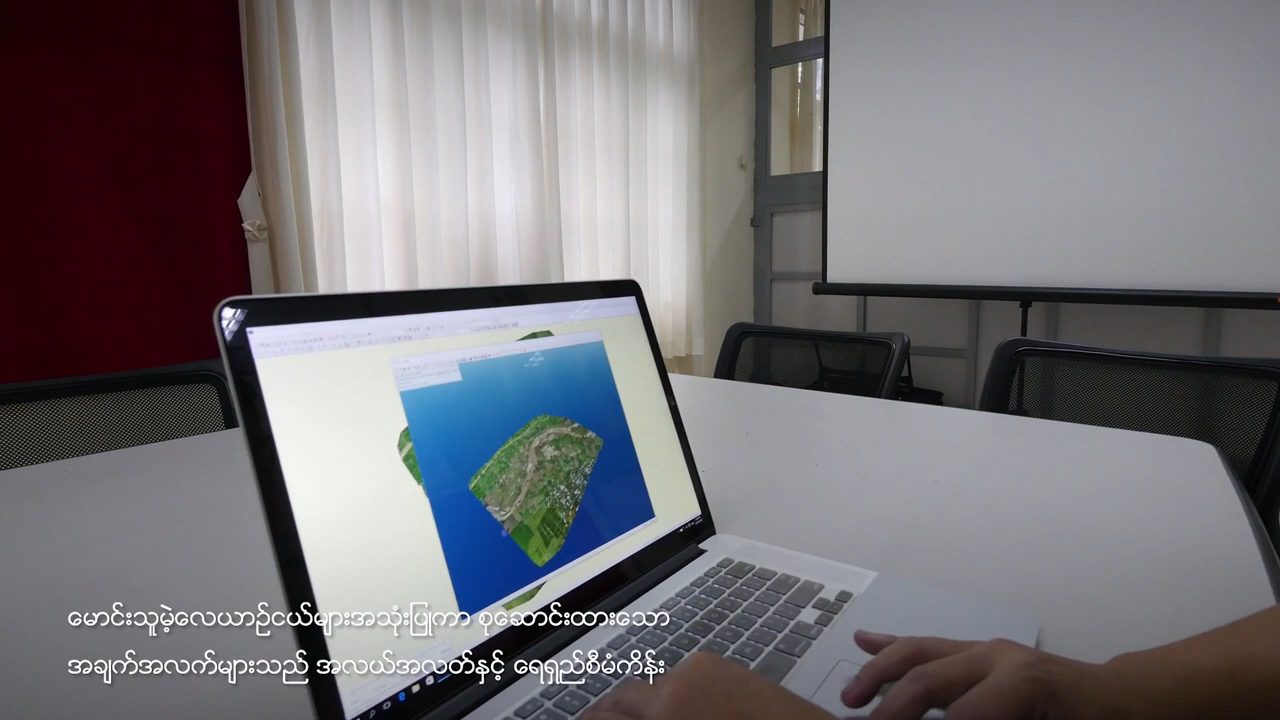 မောင်းသူမဲ့လေယာဉ်ငယ်များအသုံးပြုကာ စုဆောင်းထားသော
အချက်အလက်များသည် အလယ်အလတ်နှင့် ရေရှည်စီမံကိန်း